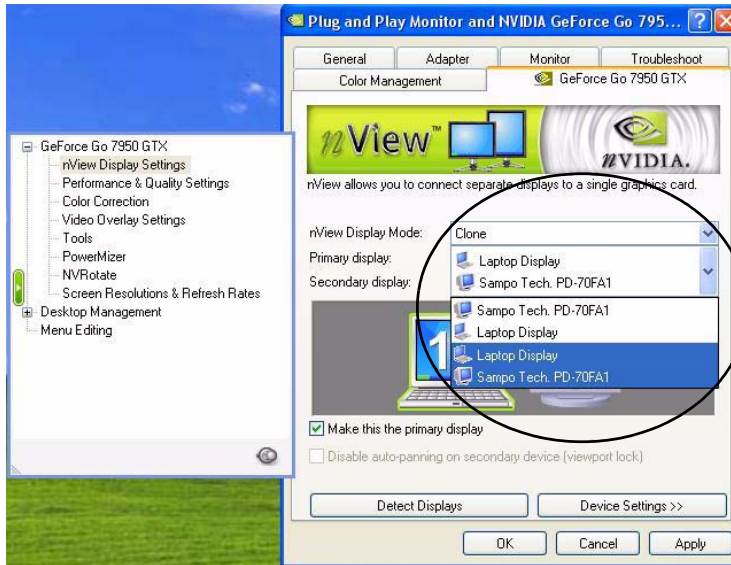 Plug and Play Monitor and NVIDIA GeForce Go 795...
General Adapter Monitor Troubleshoot
Color Management GeForce Go 7950 GTX
nView™
NVIDIA.
nView allows you to connect separate displays to a single graphics card.
nView Display Mode: Clone
Primary display: Laptop Display
Secondary display: Sampo Tech. PD-70FA1
Sampo Tech. PD-70FA1
Laptop Display
Laptop Display
Sampo Tech. PD-70FA1
1
Make this the primary display
Disable auto-panning on secondary device (viewport lock)
Detect Displays Device Settings >>
OK Cancel Apply
GeForce Go 7950 GTX
nView Display Settings
Performance & Quality Settings
Color Correction
Video Overlay Settings
Tools
PowerMizer
NVRotate
Screen Resolutions & Refresh Rates
Desktop Management
Menu Editing